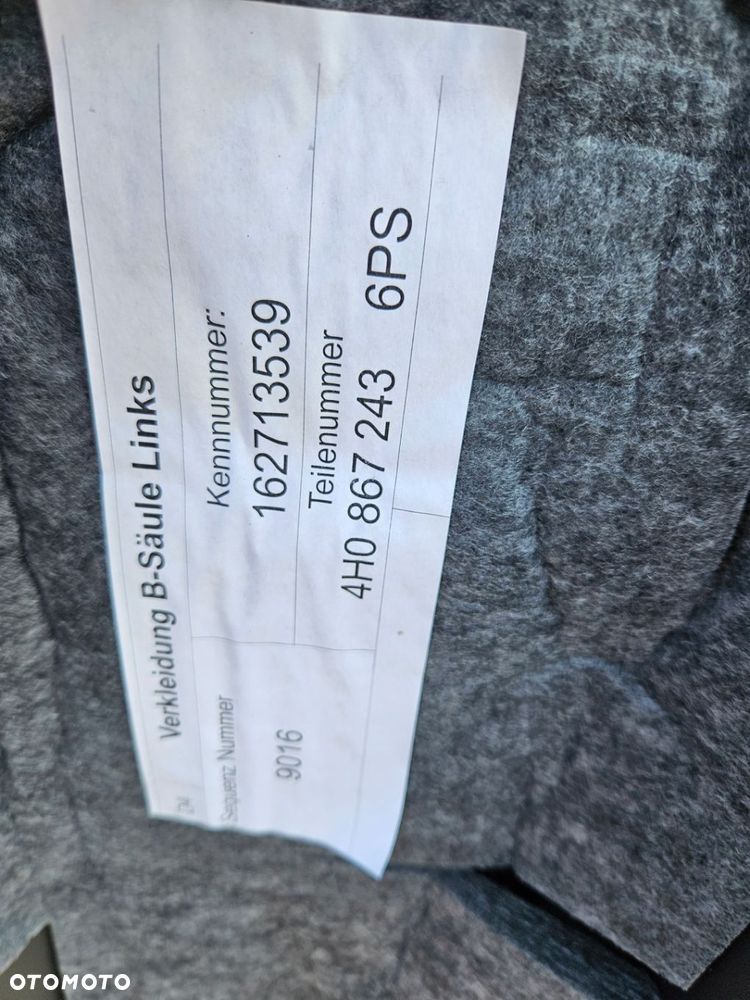 Verkleidung B-Säule Links
Sequenz Nummer
9016
Kennnummer:
162713539
Teilenummer
4H0 867 243 6PS
OTOMOTO